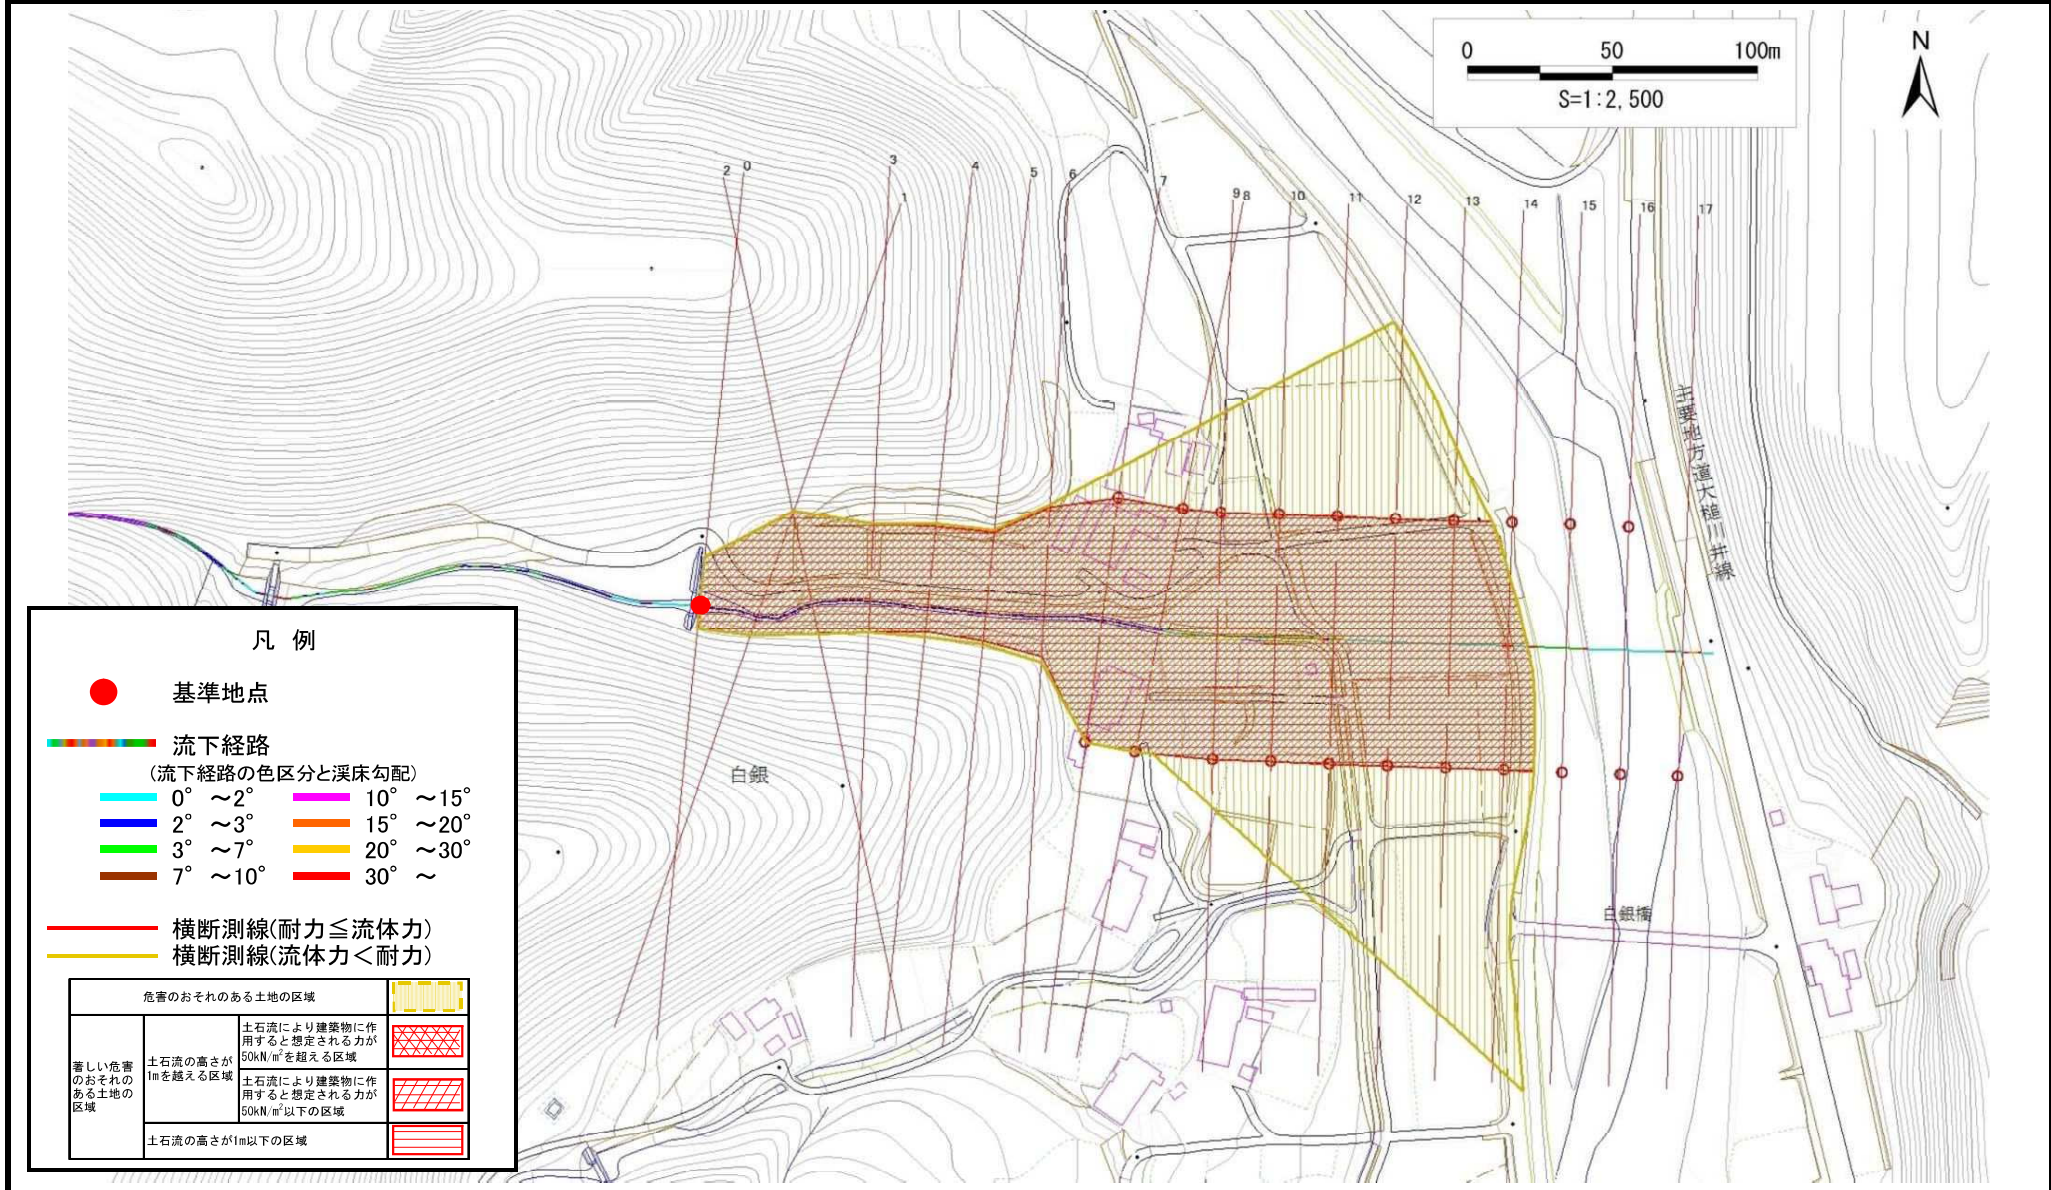 0 50 100m
S=1:2,500
N
2 0 3 1 4 5 6 7 9 8 10 11 12 13 14 15 16 17
主要地方道大槌川井線
白銀
白銀橋
凡 例
基準地点
流下経路
(流下経路の色区分と渓床勾配)
0° ～2° 10° ～15°
2° ～3° 15° ～20°
3° ～7° 20° ～30°
7° ～10° 30° ～
横断測線(耐力≦流体力)
横断測線(流体力＜耐力)
危害のおそれのある土地の区域
著しい危害
のおそれの
ある土地の
区域
土石流の高さが
1mを越える区域
土石流により建築物に作
用すると想定される力が
50kN/m²を超える区域
土石流により建築物に作
用すると想定される力が
50kN/m²以下の区域
土石流の高さが1m以下の区域